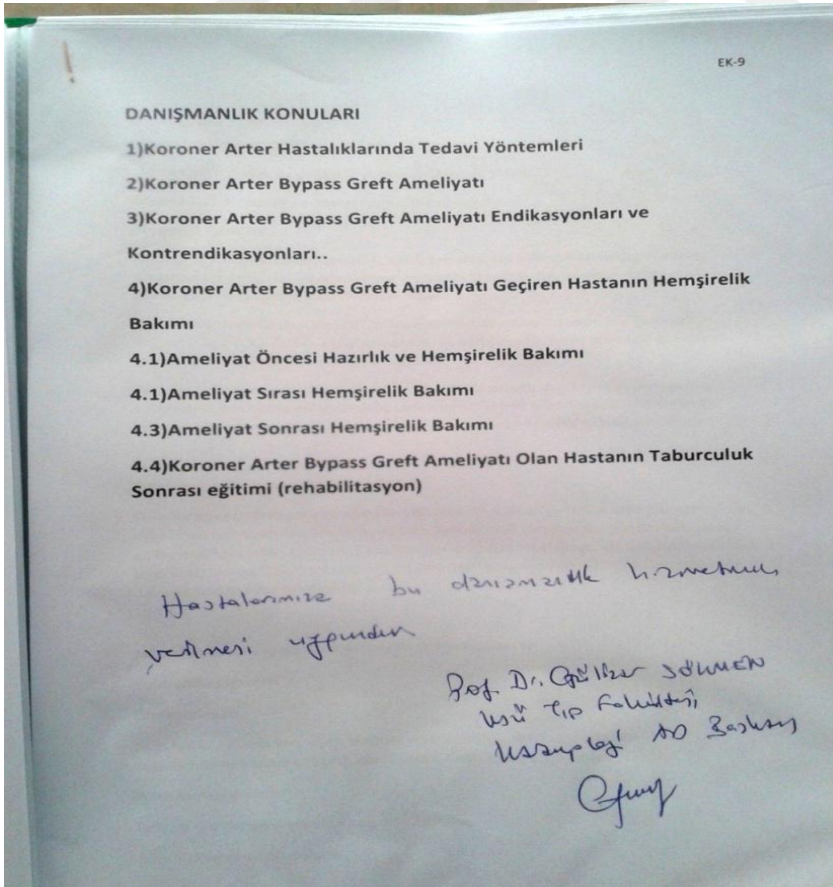 EK-9
DANIŞMANLIK KONULARI
1)Koroner Arter Hastalıklarında Tedavi Yöntemleri
2)Koroner Arter Bypass Greft Ameliyatı
3)Koroner Arter Bypass Greft Ameliyatı Endikasyonları ve
Kontrendikasyonları..
4)Koroner Arter Bypass Greft Ameliyatı Geçiren Hastanın Hemşirelik
Bakımı
4.1)Ameliyat Öncesi Hazırlık ve Hemşirelik Bakımı
4.1)Ameliyat Sırası Hemşirelik Bakımı
4.3)Ameliyat Sonrası Hemşirelik Bakımı
4.4)Koroner Arter Bypass Greft Ameliyatı Olan Hastanın Taburculuk
Sonrası eğitimi (rehabilitasyon)
Hastalarımıza bu danışmanlık hizmetinin
verilmesi uygundur
Prof. Dr. Gülizar SÖKMEN
Tıp Fakültesi
AD Başkanı